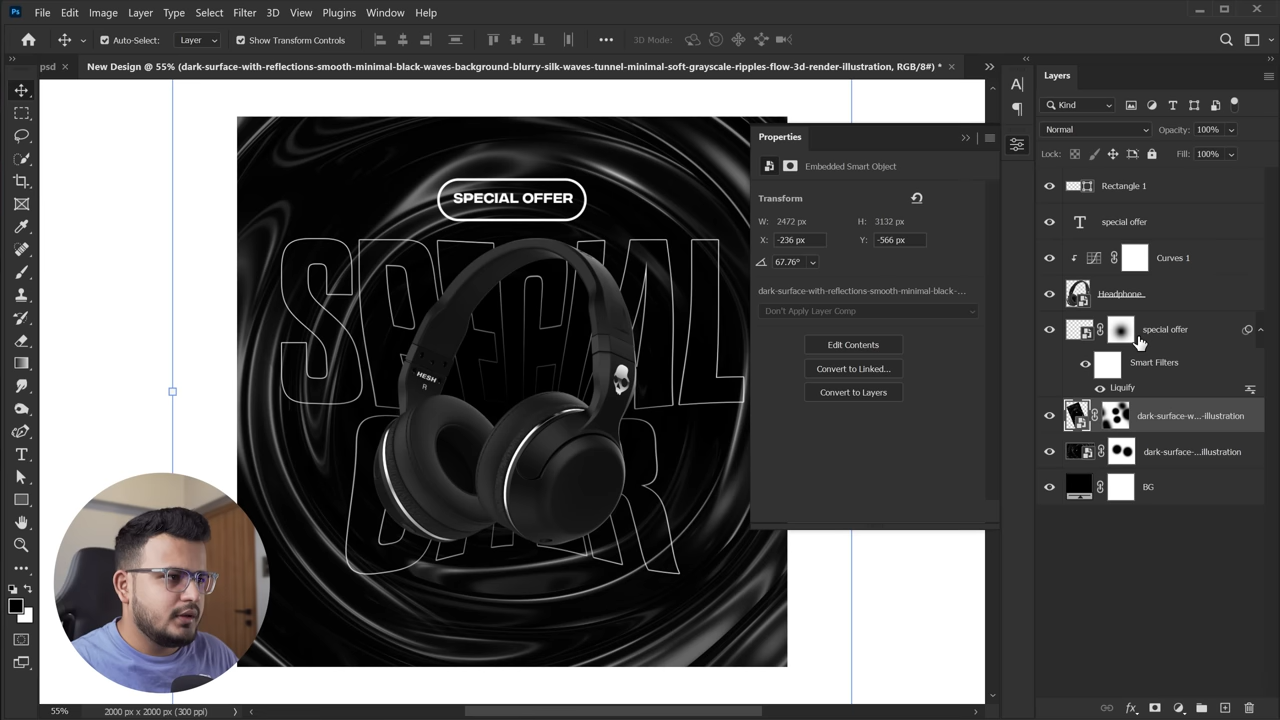 Ps File Edit Image Layer Type Select Filter 3D View Plugins Window Help
Auto-Select: Layer Show Transform Controls 3D Mode:
psd New Design @ 55% (dark-surface-with-reflections-smooth-minimal-black-waves-background-blurry-silk-waves-tunnel-minimal-soft-grayscale-ripples-flow-3d-render-illustration, RGB/8#) *
SPECIAL OFFER
HESH
R
Properties
Embedded Smart Object
Transform
W: 2472 px H: 3132 px
X: -236 px Y: -566 px
67.76°
dark-surface-with-reflections-smooth-minimal-black-...
Don't Apply Layer Comp
Edit Contents
Convert to Linked...
Convert to Layers
Layers
Kind
Normal Opacity: 100%
Lock: Fill: 100%
Rectangle 1
special offer
Curves 1
Headphone
special offer
Smart Filters
Liquify
dark-surface-w...-illustration
dark-surface-...illustration
BG
55% 2000 px x 2000 px (300 ppi)